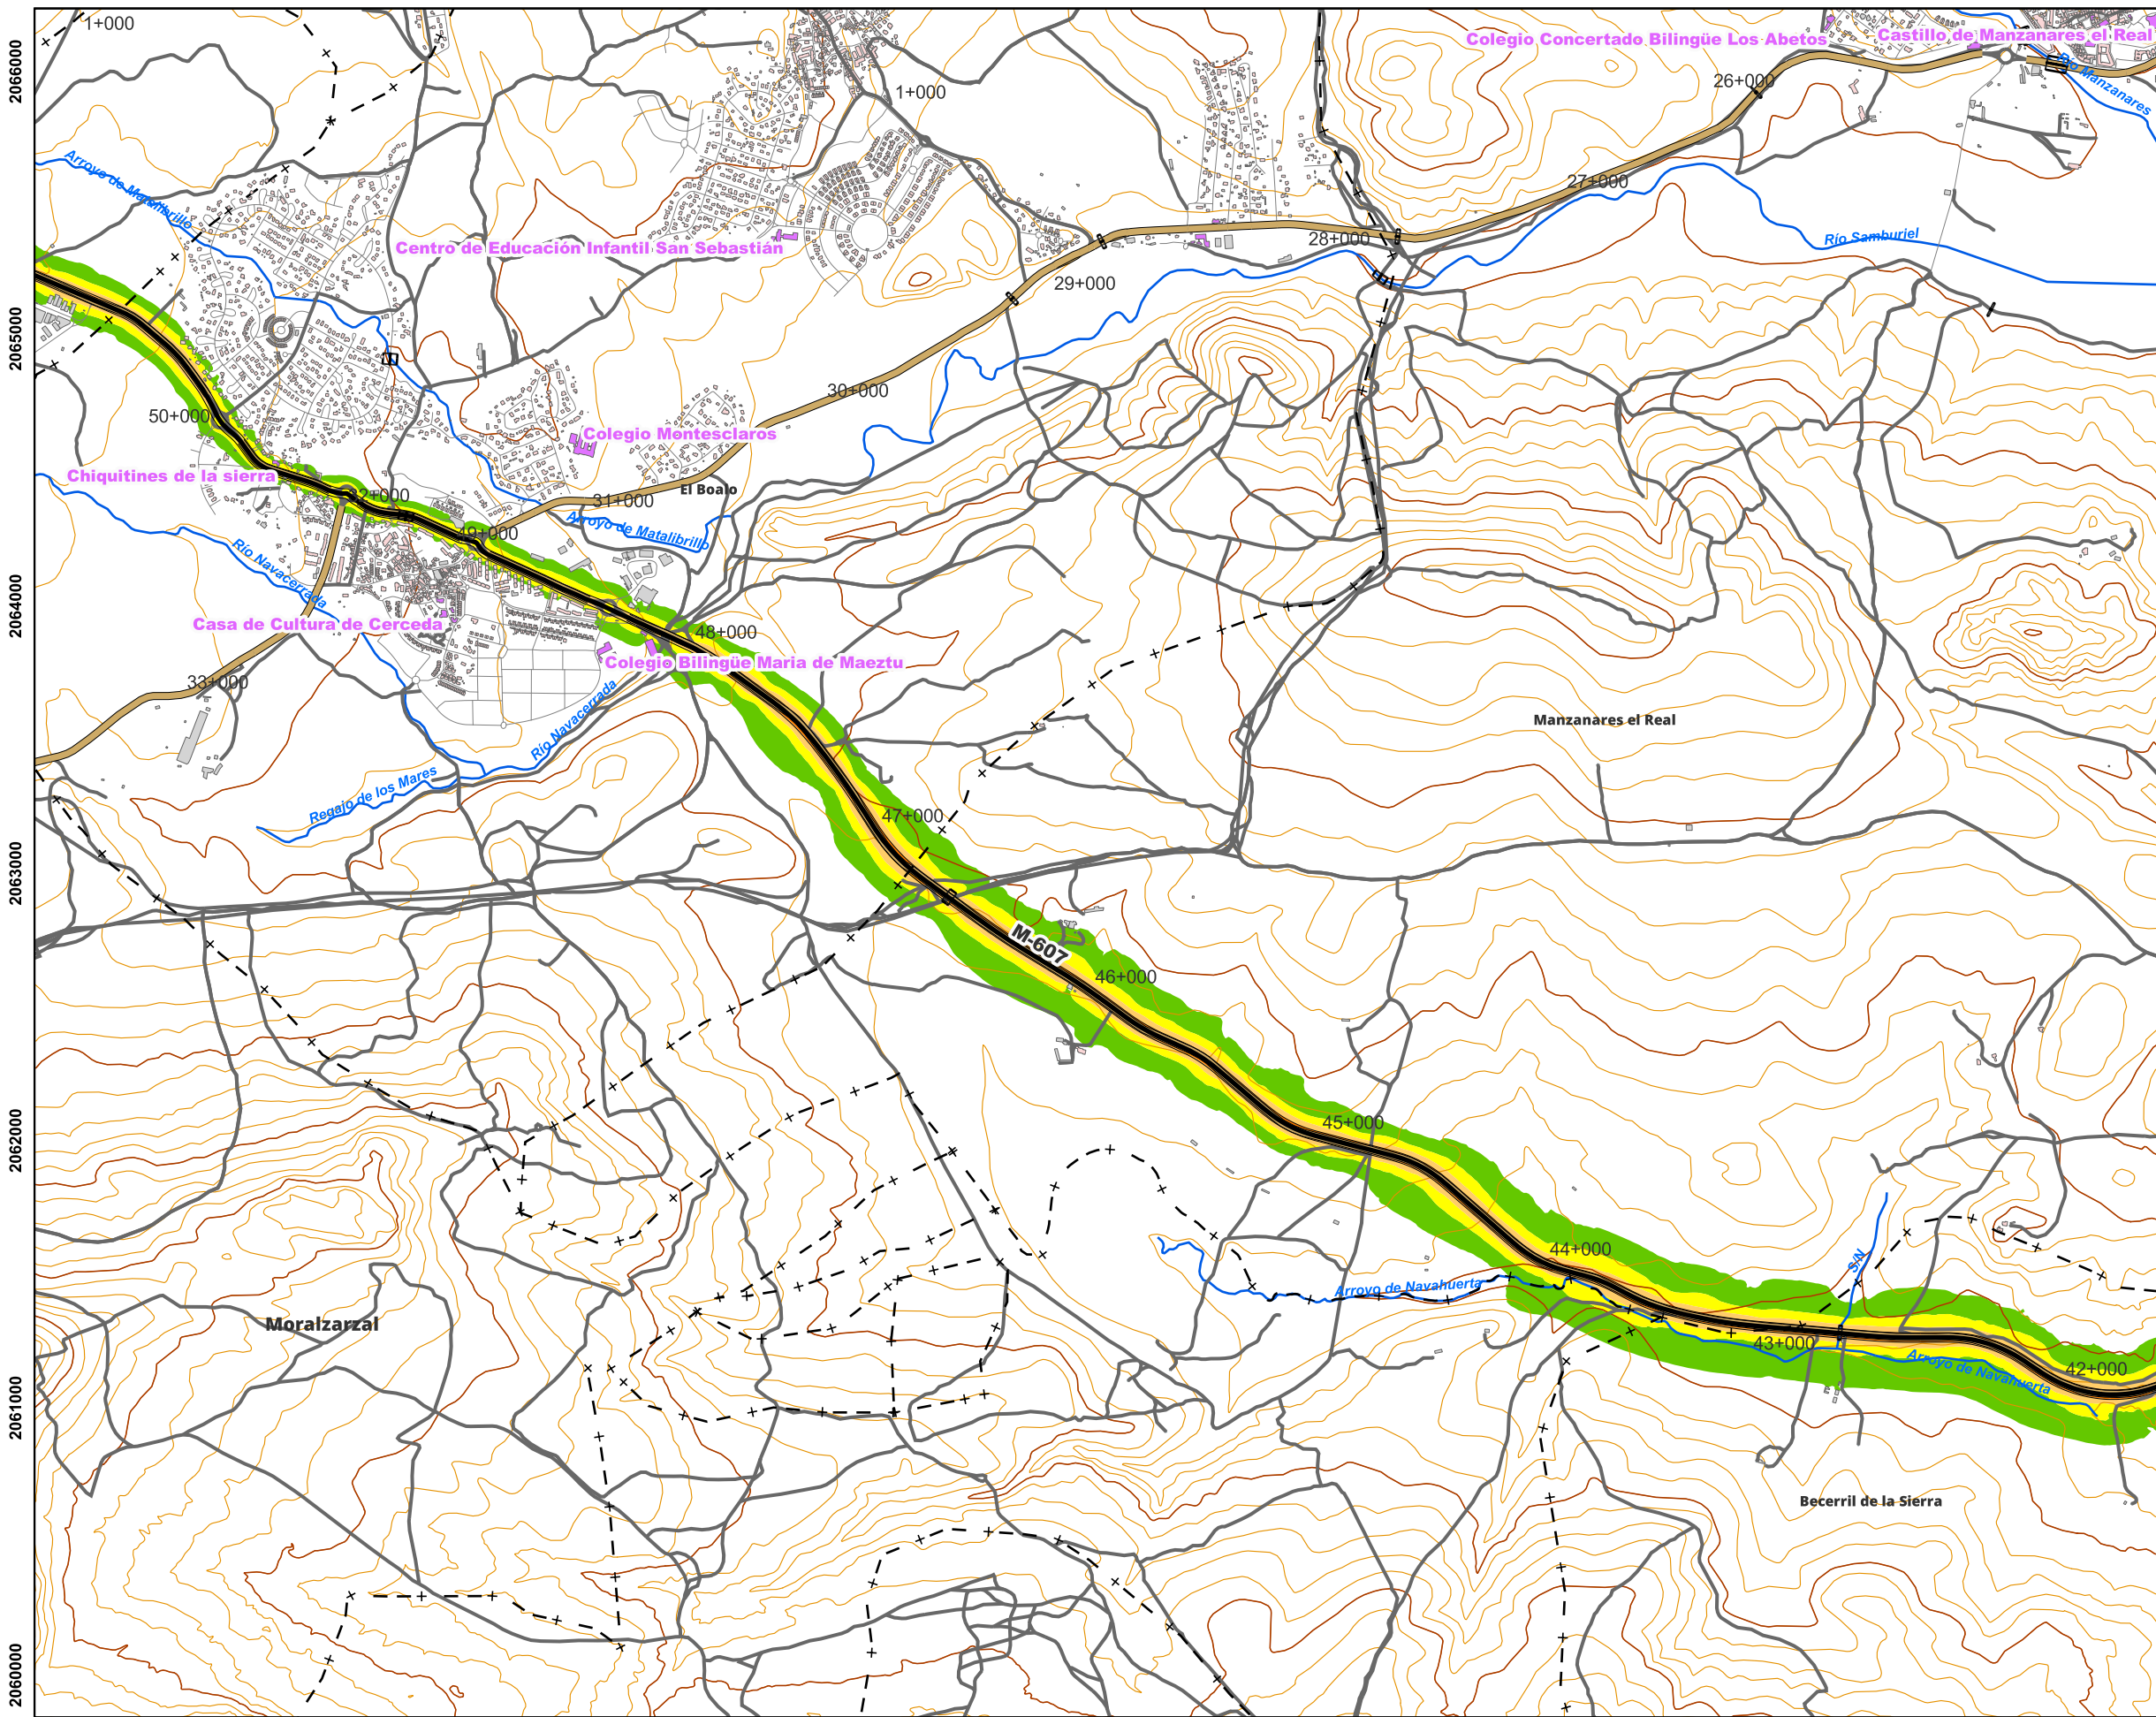 1+000
Colegio Concertado Bilingüe Los Abetos
Castillo de Manzanares el Real
2066000
26+000
Río Manzanares
1+000
Arroyo de Matalibrillo
27+000
Centro de Educación Infantil San Sebastián
28+000
Río Samburiel
29+000
2065000
30+000
50+000
Colegio Montesclaros
Chiquitines de la sierra
32+000
31+000
El Boalo
49+000
Arroyo de Matalibrillo
Río Navacerrada
2064000
Casa de Cultura de Cerceda
48+000
Colegio Bilingüe Maria de Maeztu
33+000
Río Navacerrada
Manzanares el Real
Regajo de los Mares
47+000
2063000
M-607
46+000
2062000
45+000
44+000
S/N
Arroyo de Navahuerta
Moralzarzal
43+000
Arroyo de Navahuerta
42+000
2061000
Becerril de la Sierra
2060000